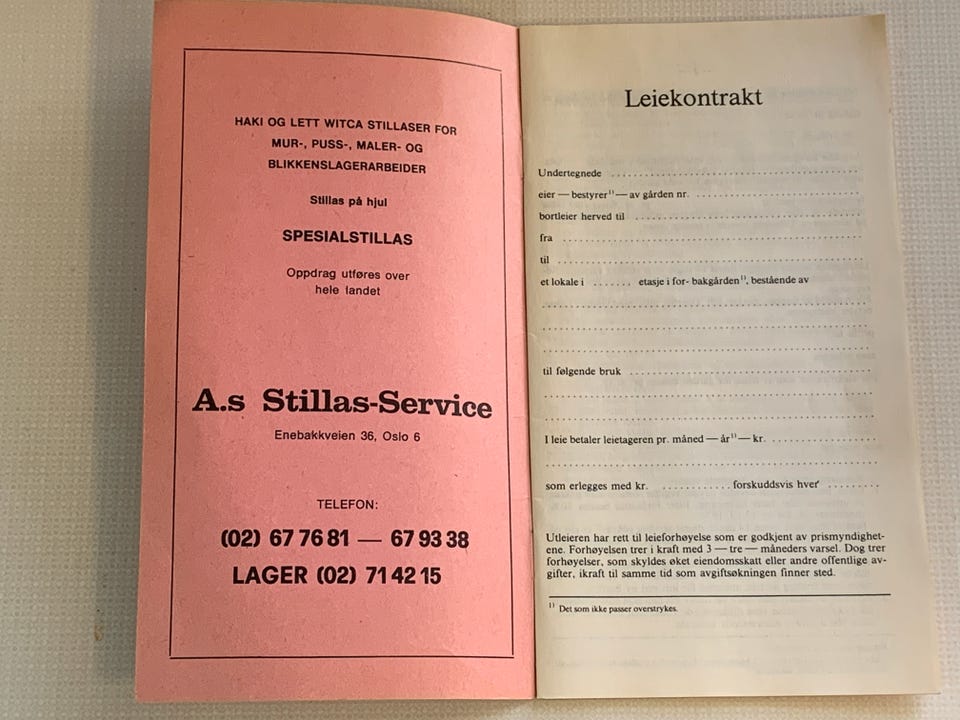 HAKI OG LETT WITCA STILLASER FOR
MUR-, PUSS-, MALER- OG
BLIKKENSLAGERARBEIDER
Stillas på hjul
SPESIALSTILLAS
Oppdrag utføres over
hele landet
A.s Stillas-Service
Enebakkveien 36, Oslo 6
TELEFON:
(02) 67 76 81 — 67 93 38
LAGER (02) 71 42 15
Leiekontrakt
Undertegnede ........................................
eier — bestyrer¹⁾ — av gården nr. ..............................
bortleier herved til ........................................
fra ..................................................
til ..................................................
et lokale i ....... etasje i for- bakgården¹⁾, bestående av
......................................................
......................................................
......................................................
til følgende bruk ........................................
......................................................
......................................................
I leie betaler leietageren pr. måned — år¹⁾ — kr. ...................
......................................................
som erlegges med kr. ............ forskuddsvis hver .........
Utleieren har rett til leieforhøyelse som er godkjent av prismyndighet-
ene. Forhøyelsen trer i kraft med 3 — tre — måneders varsel. Dog trer
forhøyelser, som skyldes øket eiendomsskatt eller andre offentlige av-
gifter, ikraft til samme tid som avgiftsøkningen finner sted.
¹⁾ Det som ikke passer overstrykes.